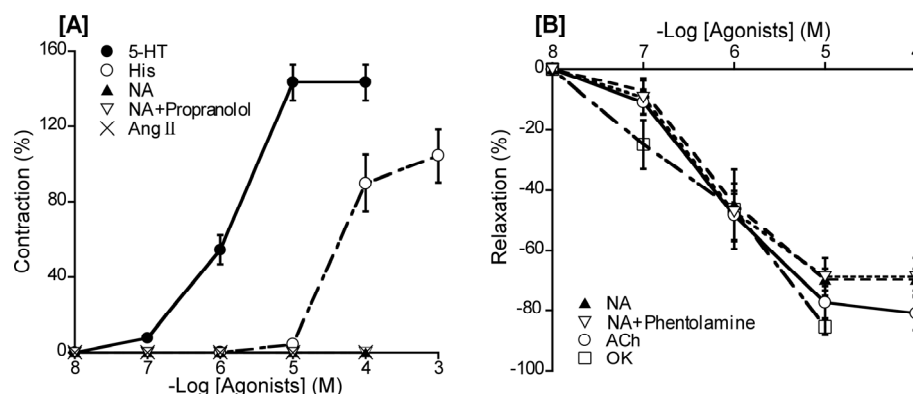 [A]
5-HT
His
NA
NA+Propranolol
Ang II
Contraction (%)
160
120
80
40
0
8 7 6 5 4 3
-Log [Agonists] (M)
[B]
-Log [Agonists] (M)
8 7 6 5 4
Relaxation (%)
0
-20
-40
-60
-80
-100
NA
NA+Phentolamine
ACh
OK